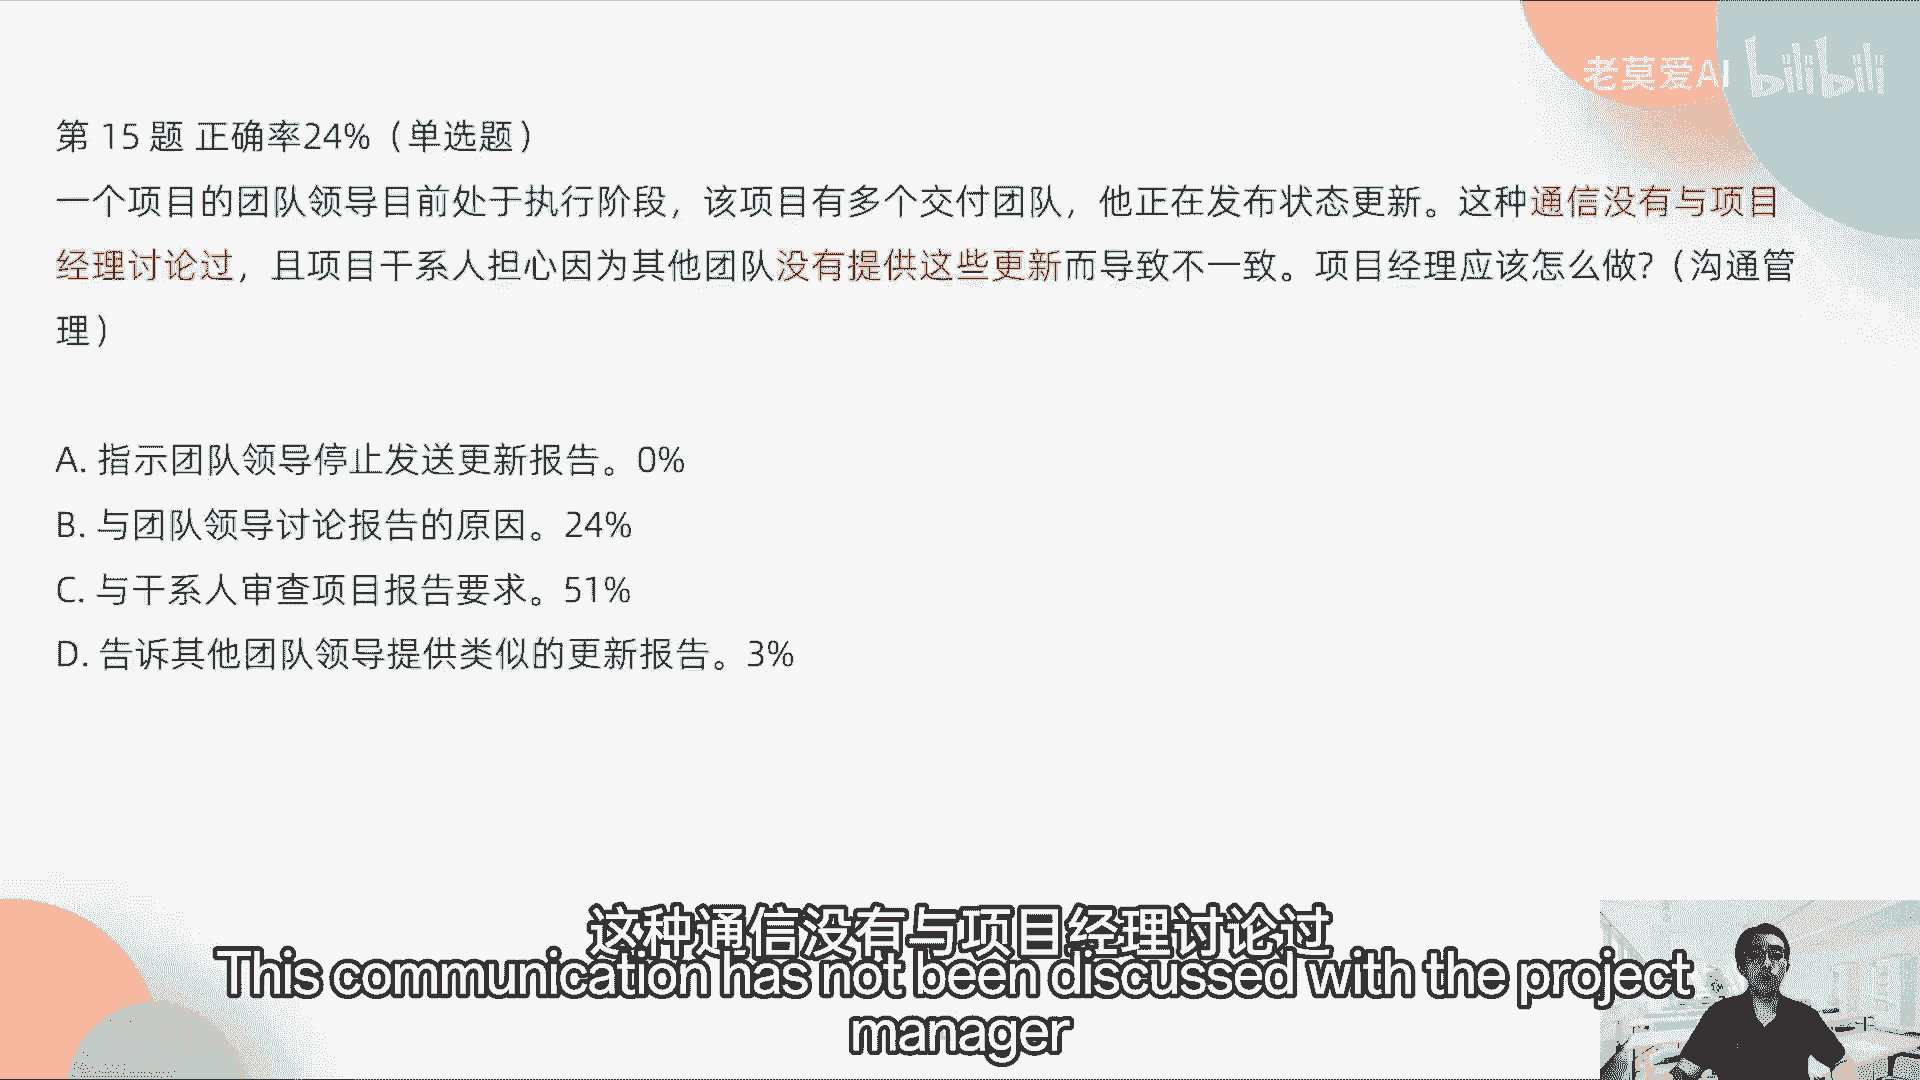 老莫爱AI bilibili
第 15 题 正确率24%（单选题）
一个项目的团队领导目前处于执行阶段，该项目有多个交付团队，他正在发布状态更新。这种通信没有与项目
经理讨论过，且项目干系人担心因为其他团队没有提供这些更新而导致不一致。项目经理应该怎么做?（沟通管
理）
A. 指示团队领导停止发送更新报告。0%
B. 与团队领导讨论报告的原因。24%
C. 与干系人审查项目报告要求。51%
D. 告诉其他团队领导提供类似的更新报告。3%
这种通信没有与项目经理讨论过
This communication has not been discussed with the project
manager